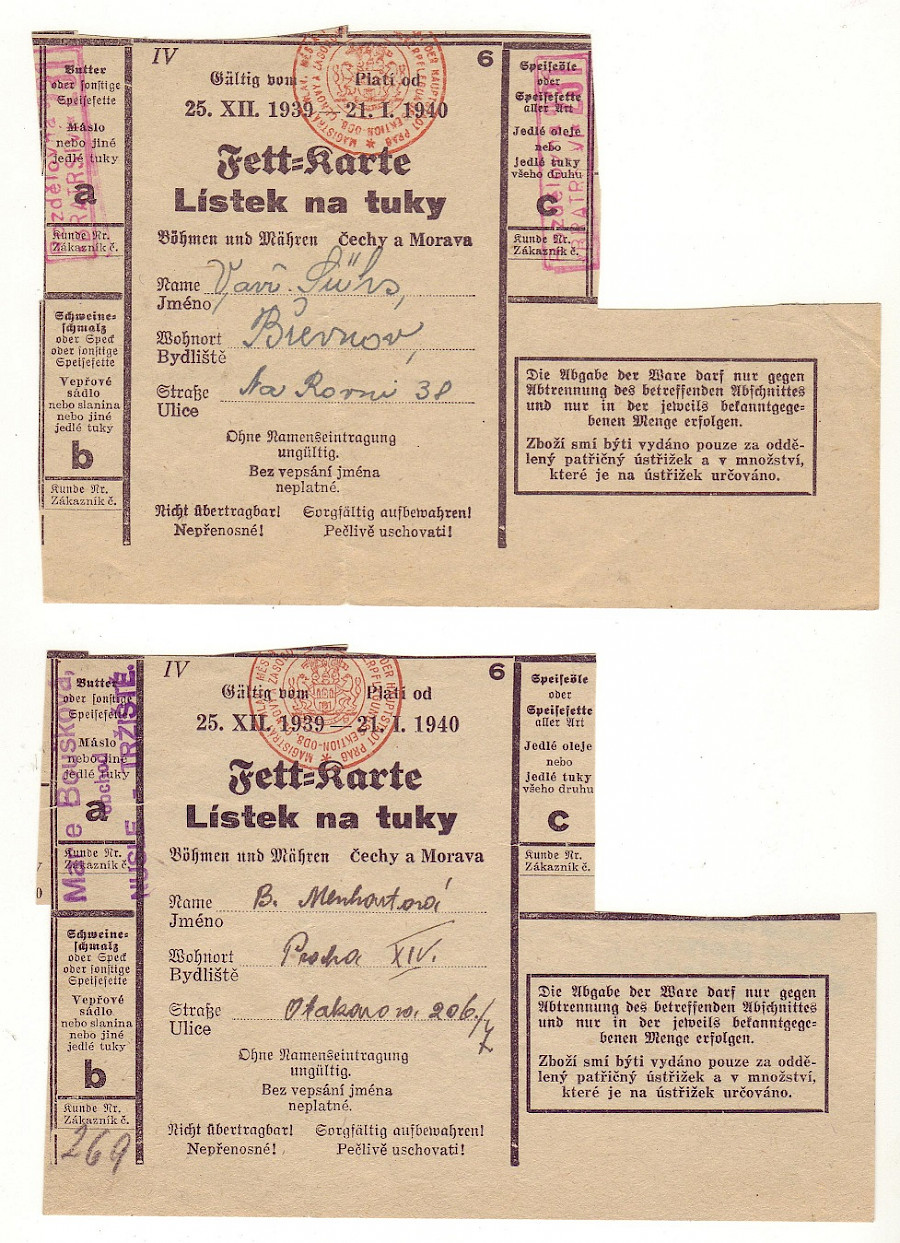 IV
6
Gültig vom Platí od
25. XII. 1939 – 21. I. 1940
Fett=Karte
Lístek na tuky
Böhmen und Mähren Čechy a Morava
Name
Jméno
Wohnort Břevnov,
Bydliště
Straße Na Rovni 38
Ulice
Ohne Namenseintragung
ungültig.
Bez vepsání jména
neplatné.
Nicht übertragbar! Sorgfältig aufbewahren!
Nepřenosné! Pečlivě uschovati!
Butter
oder sonstige
Speisefette
Máslo
nebo jiné
jedlé tuky
a
Kunde Nr.
Zákazník č.
Schweine=
schmalz
oder Speck
oder sonstige
Speisefette
Vepřové
sádlo
nebo slanina
nebo jiné
jedlé tuky
b
Kunde Nr.
Zákazník č.
Speiseöle
oder
Speisefette
aller Art
Jedlé oleje
nebo
jedlé tuky
všeho druhu
c
Kunde Nr.
Zákazník č.
Die Abgabe der Ware darf nur gegen
Abtrennung des betreffenden Abschnittes
und nur in der jeweils bekanntgege=
benen Menge erfolgen.
Zboží smí býti vydáno pouze za oddě-
lený patřičný ústřižek a v množství,
které je na ústřižek určováno.
IV
6
Gültig vom Platí od
25. XII. 1939 – 21. I. 1940
Fett=Karte
Lístek na tuky
Böhmen und Mähren Čechy a Morava
Name B. Menhartová
Jméno
Wohnort Praha XIV.
Bydliště
Straße Otakarova 206/
Ulice
Ohne Namenseintragung
ungültig.
Bez vepsání jména
neplatné.
Nicht übertragbar! Sorgfältig aufbewahren!
Nepřenosné! Pečlivě uschovati!
Butter
oder sonstige
Speisefette
Máslo
nebo jiné
jedlé tuky
a
Kunde Nr.
Zákazník č.
Marie Boušková,
obchod
NUSLE - TRŽIŠTĚ.
Schweine=
schmalz
oder Speck
oder sonstige
Speisefette
Vepřové
sádlo
nebo slanina
nebo jiné
jedlé tuky
b
Kunde Nr.
Zákazník č.
269
Speiseöle
oder
Speisefette
aller Art
Jedlé oleje
nebo
jedlé tuky
všeho druhu
c
Kunde Nr.
Zákazník č.
Die Abgabe der Ware darf nur gegen
Abtrennung des betreffenden Abschnittes
und nur in der jeweils bekanntgege=
benen Menge erfolgen.
Zboží smí býti vydáno pouze za oddě-
lený patřičný ústřižek a v množství,
které je na ústřižek určováno.